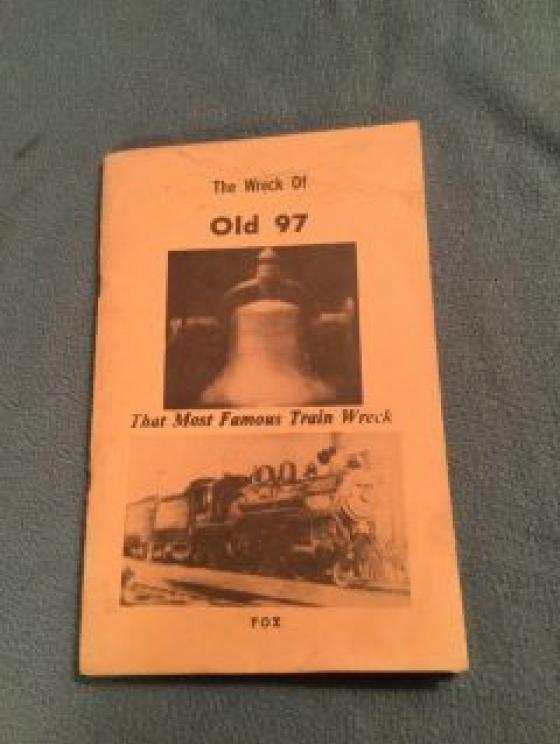 The Wreck Of
Old 97
That Most Famous Train Wreck
FOX